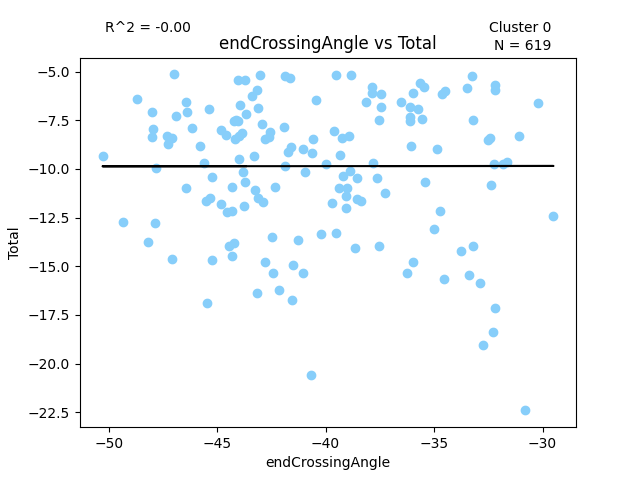 R^2 = -0.00
Cluster 0
endCrossingAngle vs Total
N = 619
−5.0
−7.5
−10.0
−12.5
−15.0
−17.5
−20.0
−22.5
Total
−50
−45
−40
−35
−30
endCrossingAngle